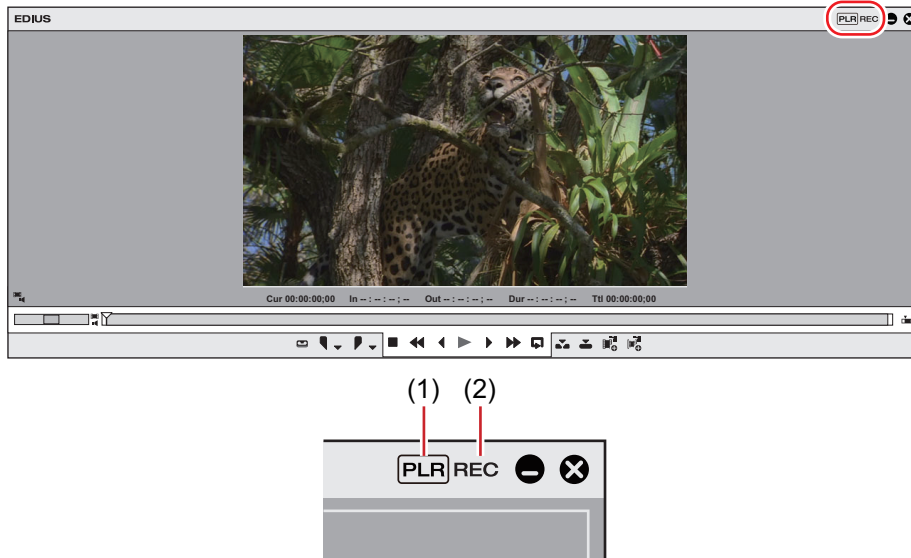 EDIUS PLR REC
Cur 00:00:00;00 In -- : -- : -- ; -- Out -- : -- : -- ; -- Dur -- : -- : -- ; -- Ttl 00:00:00;00
(1) (2)
PLR REC